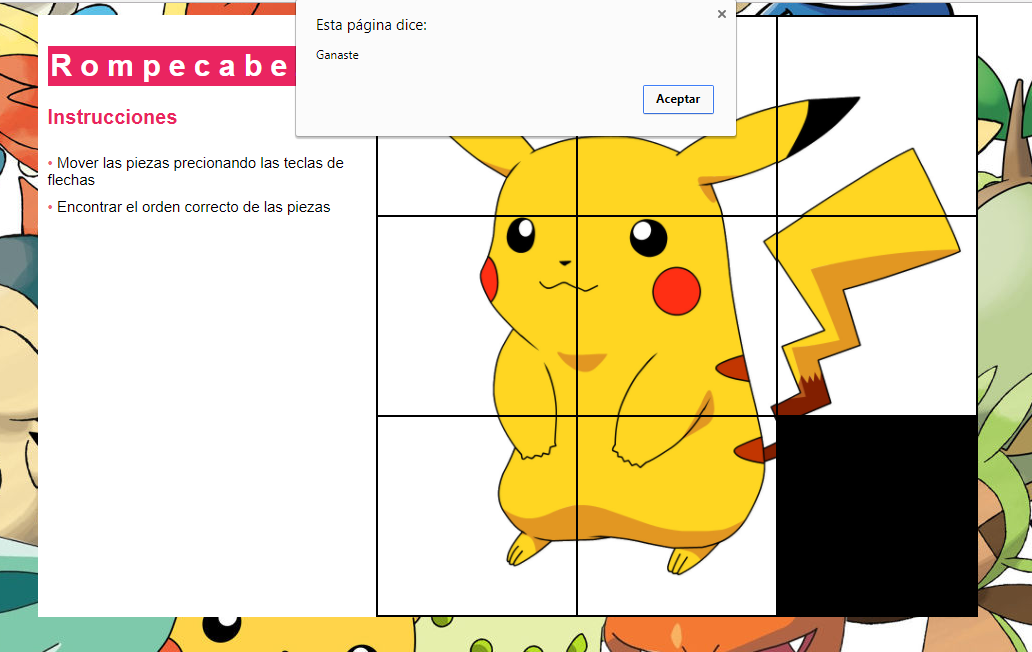 Esta página dice:
Ganaste
Aceptar
Rompecabe
Instrucciones
• Mover las piezas precionando las teclas de
flechas
• Encontrar el orden correcto de las piezas